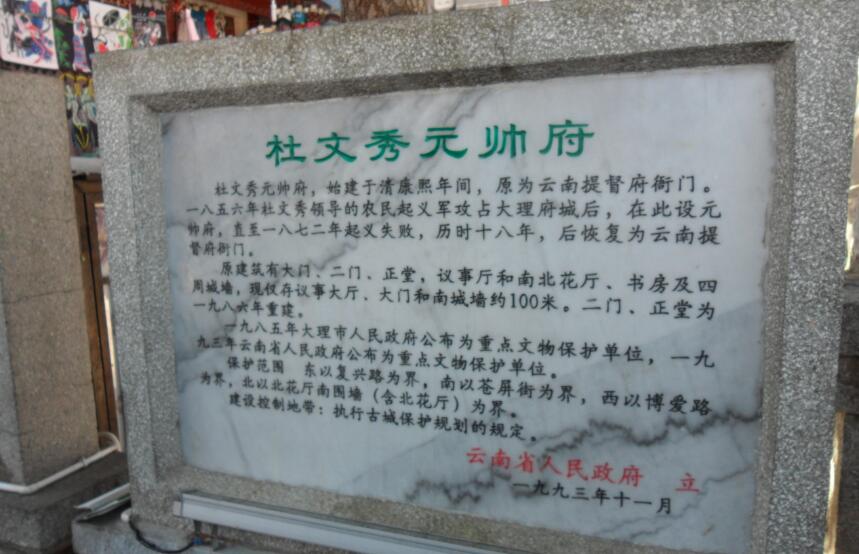 杜文秀元帅府
杜文秀元帅府，始建于清康熙年间，原为云南提督府衙门。
一八五六年杜文秀领导的农民起义军攻占大理府城后，在此设元
帅府，直至一八七二年起义失败，历时十八年，后恢复为云南提
督府衙门。
原建筑有大门、二门、正堂，议事厅和南北花厅、书房及四
周城墙，现仅存议事大厅、大门和南城墙约100米。二门、正堂为
一九八六年重建。
一九八五年大理市人民政府公布为重点文物保护单位，一九
九三年云南省人民政府公布为重点文物保护单位。
保护范围 东以复兴路为界，南以苍屏街为界，西以博爱路
为界，北以北花厅南围墙（含北花厅）为界。
建设控制地带：执行古城保护规划的规定。
云南省人民政府 立
一九九三年十一月